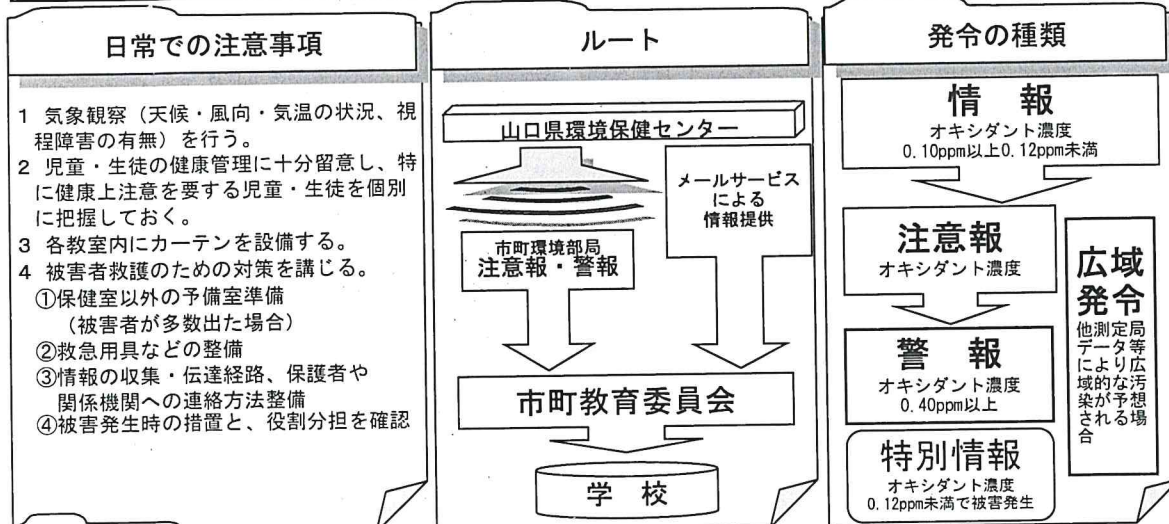 日常での注意事項
1 気象観察（天候・風向・気温の状況、視
程障害の有無）を行う。
2 児童・生徒の健康管理に十分留意し、特
に健康上注意を要する児童・生徒を個別
に把握しておく。
3 各教室内にカーテンを設備する。
4 被害者救護のための対策を講じる。
①保健室以外の予備室準備
（被害者が多数出た場合）
②救急用具などの整備
③情報の収集・伝達経路、保護者や
関係機関への連絡方法整備
④被害発生時の措置と、役割分担を確認
ルート
山口県環境保健センター
メールサービス
による
情報提供
市町環境部局
注意報・警報
市町教育委員会
学 校
発令の種類
情 報
オキシダント濃度
0.10ppm以上0.12ppm未満
注意報
オキシダント濃度
警 報
オキシダント濃度
0.40ppm以上
特別情報
オキシダント濃度
0.12ppm未満で被害発生
広域
発令
他測定局
データ等
により広
域的な汚
染が予想
される場
合